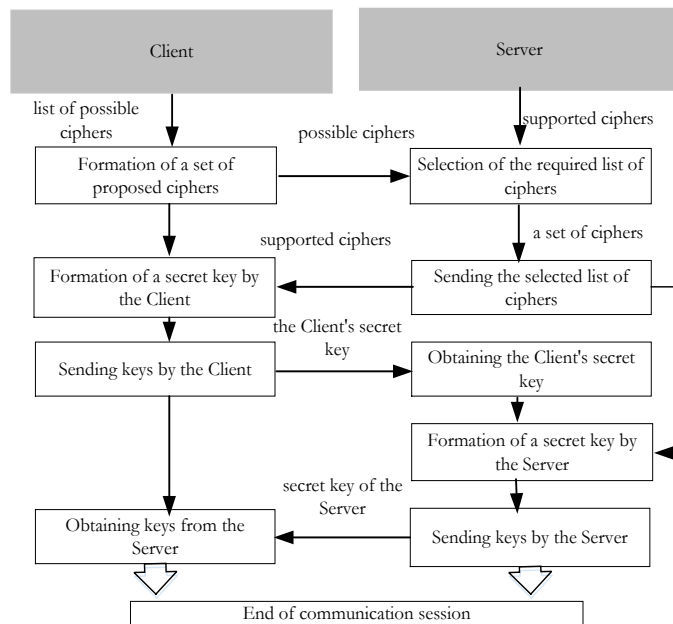 Client
Server
list of possible
ciphers
supported ciphers
possible ciphers
Formation of a set of
proposed ciphers
Selection of the required list of
ciphers
a set of ciphers
supported ciphers
Formation of a secret key by
the Client
Sending the selected list of
ciphers
the Client's secret
key
Sending keys by the Client
Obtaining the Client's secret
key
Formation of a secret key by
the Server
secret key of the
Server
Obtaining keys from the
Server
Sending keys by the Server
End of communication session